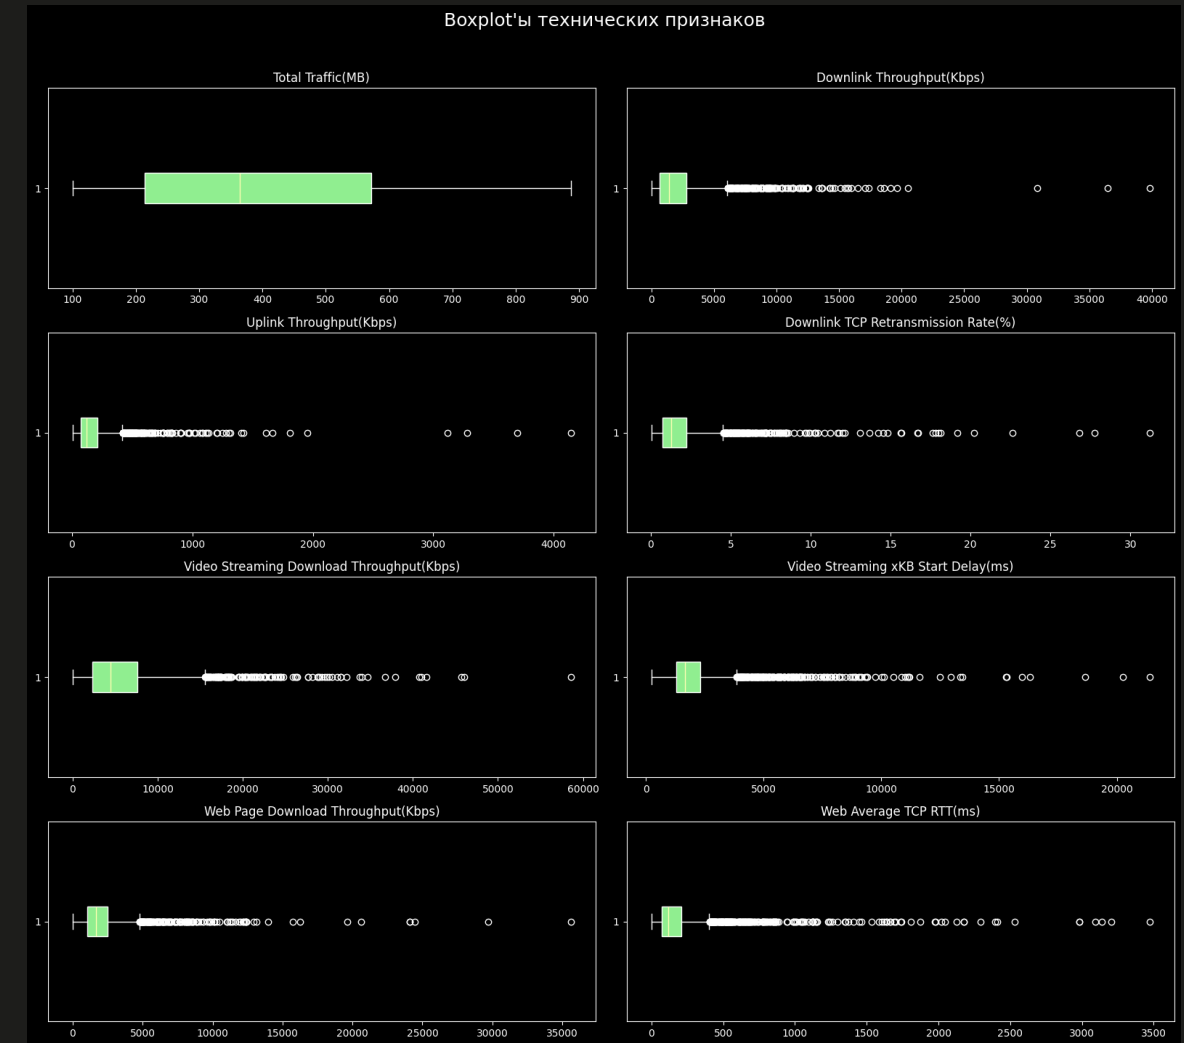 Boxplot'ы технических признаков
Total Traffic(MB)
1
100 200 300 400 500 600 700 800 900
Downlink Throughput(Kbps)
1
0 5000 10000 15000 20000 25000 30000 35000 40000
Uplink Throughput(Kbps)
1
0 1000 2000 3000 4000
Downlink TCP Retransmission Rate(%)
1
0 5 10 15 20 25 30
Video Streaming Download Throughput(Kbps)
1
0 10000 20000 30000 40000 50000 60000
Video Streaming xKB Start Delay(ms)
1
0 5000 10000 15000 20000
Web Page Download Throughput(Kbps)
1
0 5000 10000 15000 20000 25000 30000 35000
Web Average TCP RTT(ms)
1
0 500 1000 1500 2000 2500 3000 3500